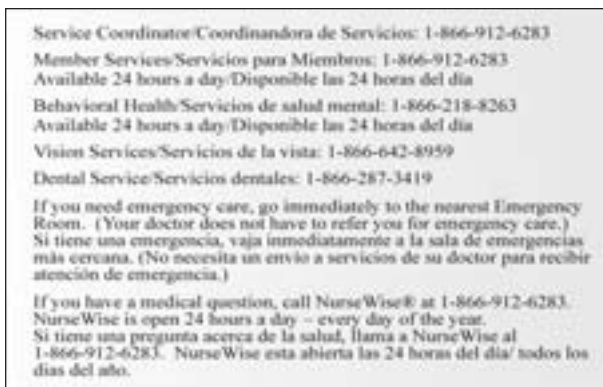 Service Coordinator/Coordinandora de Servicios: 1-866-912-6283
Member Services/Servicios para Miembros: 1-866-912-6283
Available 24 hours a day/Disponible las 24 horas del día
Behavioral Health/Servicios de salud mental: 1-866-218-8263
Available 24 hours a day/Disponible las 24 horas del día
Vision Services/Servicios de la vista: 1-866-642-8959
Dental Service/Servicios dentales: 1-866-287-3419
If you need emergency care, go immediately to the nearest Emergency
Room. (Your doctor does not have to refer you for emergency care.)
Si tiene una emergencia, vaja inmediatamente a la sala de emergencias
más cercana. (No necesita un envio a servicios de su doctor para recibir
atención de emergencia.)
If you have a medical question, call NurseWise® at 1-866-912-6283.
NurseWise is open 24 hours a day – every day of the year.
Si tiene una pregunta acerca de la salud, llama a NurseWise al
1-866-912-6283. NurseWise esta abierta las 24 horas del día/ todos los
dias del año.